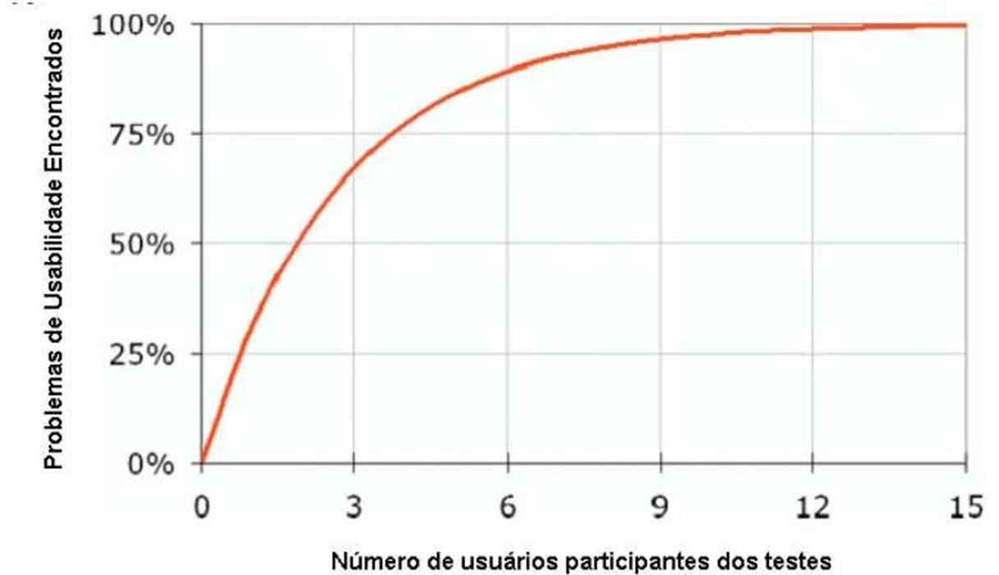 Problemas de Usabilidade Encontrados
100%
75%
50%
25%
0%
0 3 6 9 12 15
Número de usuários participantes dos testes